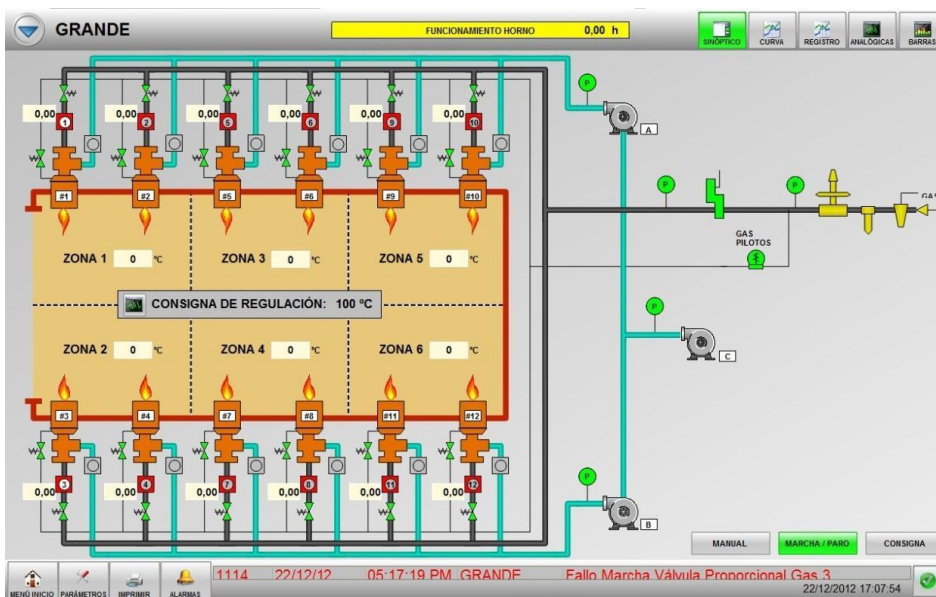 GRANDE
FUNCIONAMIENTO HORNO 0,00 h
SINÓPTICO CURVA REGISTRO ANALÓGICAS BARRAS
P
A
0,00 0,00 0,00 0,00 0,00 0,00
1 2 5 6 9 10
P P
#1 #2 #5 #6 #9 #10
GAS
GAS
PILOTOS
ZONA 1 0 ºC ZONA 3 0 ºC ZONA 5 0 ºC
CONSIGNA DE REGULACIÓN: 100 ºC
P
C
ZONA 2 0 ºC ZONA 4 0 ºC ZONA 6 0 ºC
#3 #4 #7 #8 #11 #12
P
0,00 0,00 0,00 0,00 0,00 0,00
3 4 7 8 11 12
B
MANUAL MARCHA / PARO CONSIGNA
1114 22/12/12 05:17:19 PM GRANDE Fallo Marcha Válvula Proporcional Gas 3
22/12/2012 17:07:54
MENÚ INICIO PARÁMETROS IMPRIMIR ALARMAS